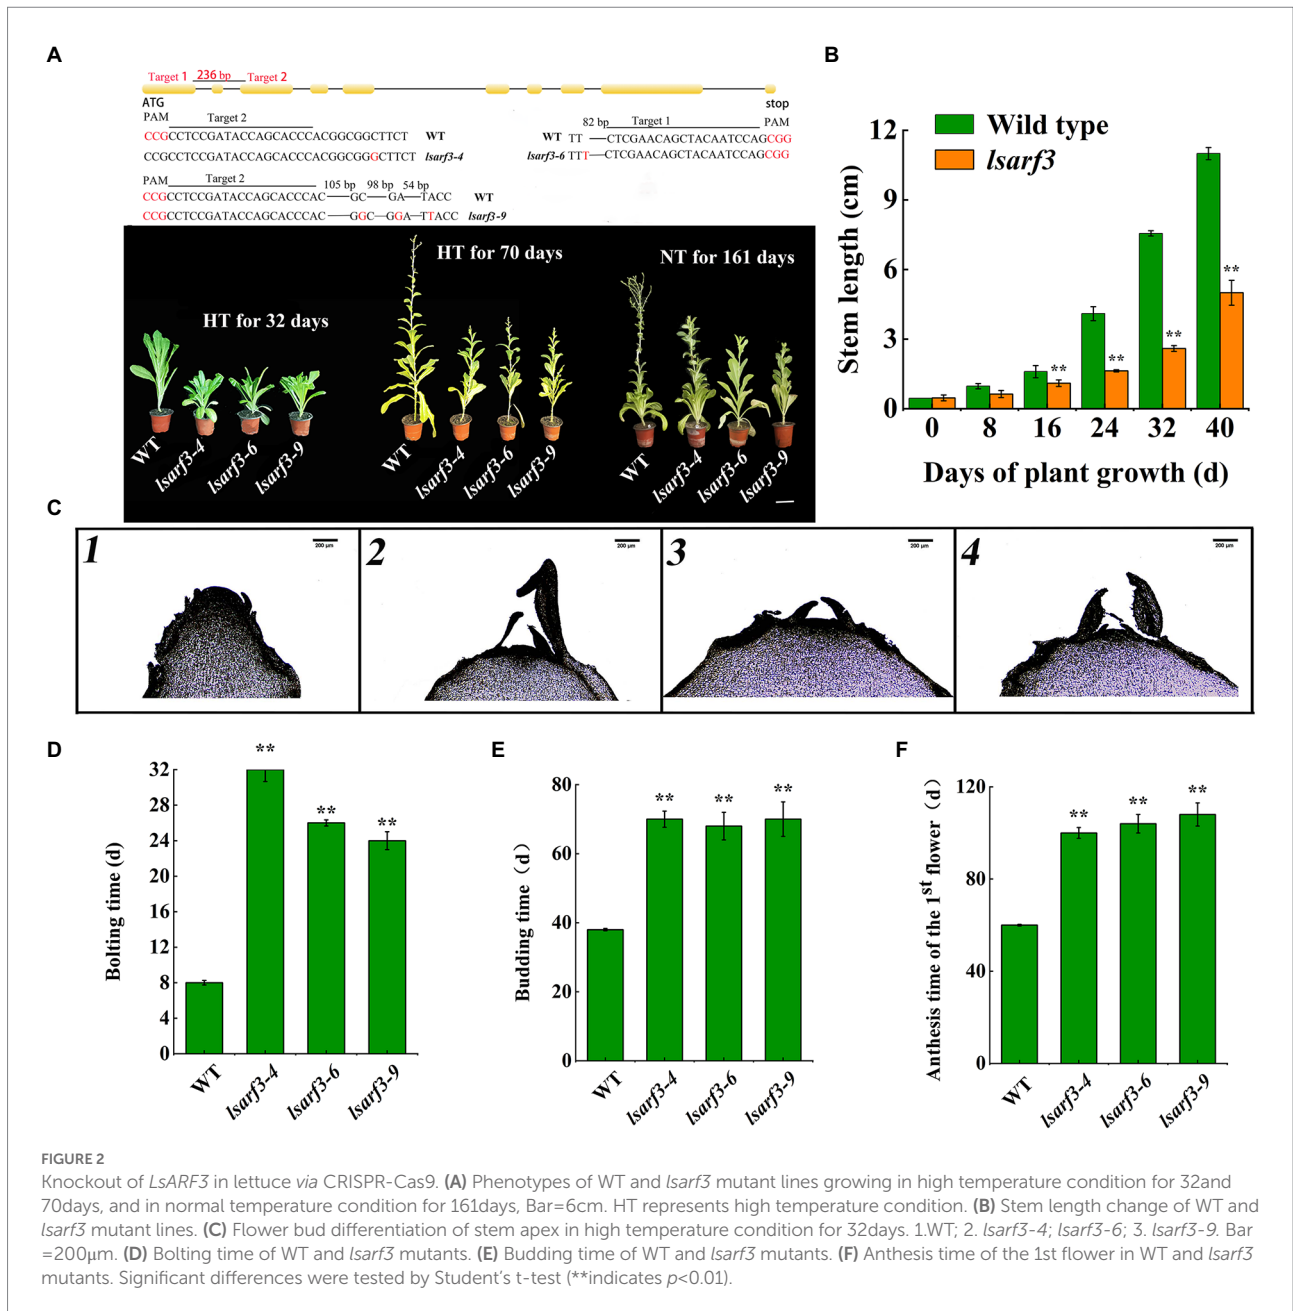 A
Target 1 236 bp Target 2
ATG stop
PAM Target 2
CCGCCTCCGATACCAGCACCCACGGCGGCTTCT WT
CCGCCTCCGATACCAGCACCCACGGCGGGCTTCT lsarf3-4
82 bp Target 1 PAM
WT TT CTCGAACAGCTACAATCCAGCGG
lsarf3-6 TTT CTCGAACAGCTACAATCCAGCGG
PAM Target 2 105 bp 98 bp 54 bp
CCGCCTCCGATACCAGCACCCAC GC GA TACC WT
CCGCCTCCGATACCAGCACCCAC GGC GGA TTACC lsarf3-9
HT for 32 days
WT lsarf3-4 lsarf3-6 lsarf3-9
HT for 70 days
WT lsarf3-4 lsarf3-6 lsarf3-9
NT for 161 days
WT lsarf3-4 lsarf3-6 lsarf3-9
B
Wild type
lsarf3
Stem length (cm)
12
9
6
3
0
** ** ** **
0 8 16 24 32 40
Days of plant growth (d)
C
1 200 μm
2 200 μm
3 200 μm
4 200 μm
D
Bolting time (d)
32
28
24
20
16
12
8
4
0
** ** **
WT lsarf3-4 lsarf3-6 lsarf3-9
E
Budding time (d)
80
60
40
20
0
** ** **
WT lsarf3-4 lsarf3-6 lsarf3-9
F
Anthesis time of the 1st flower (d)
120
80
40
0
** ** **
WT lsarf3-4 lsarf3-6 lsarf3-9
FIGURE 2
Knockout of LsARF3 in lettuce via CRISPR-Cas9. (A) Phenotypes of WT and lsarf3 mutant lines growing in high temperature condition for 32and
70days, and in normal temperature condition for 161days, Bar=6cm. HT represents high temperature condition. (B) Stem length change of WT and
lsarf3 mutant lines. (C) Flower bud differentiation of stem apex in high temperature condition for 32days. 1.WT; 2. lsarf3-4; lsarf3-6; 3. lsarf3-9. Bar
=200μm. (D) Bolting time of WT and lsarf3 mutants. (E) Budding time of WT and lsarf3 mutants. (F) Anthesis time of the 1st flower in WT and lsarf3
mutants. Significant differences were tested by Student's t-test (**indicates p<0.01).